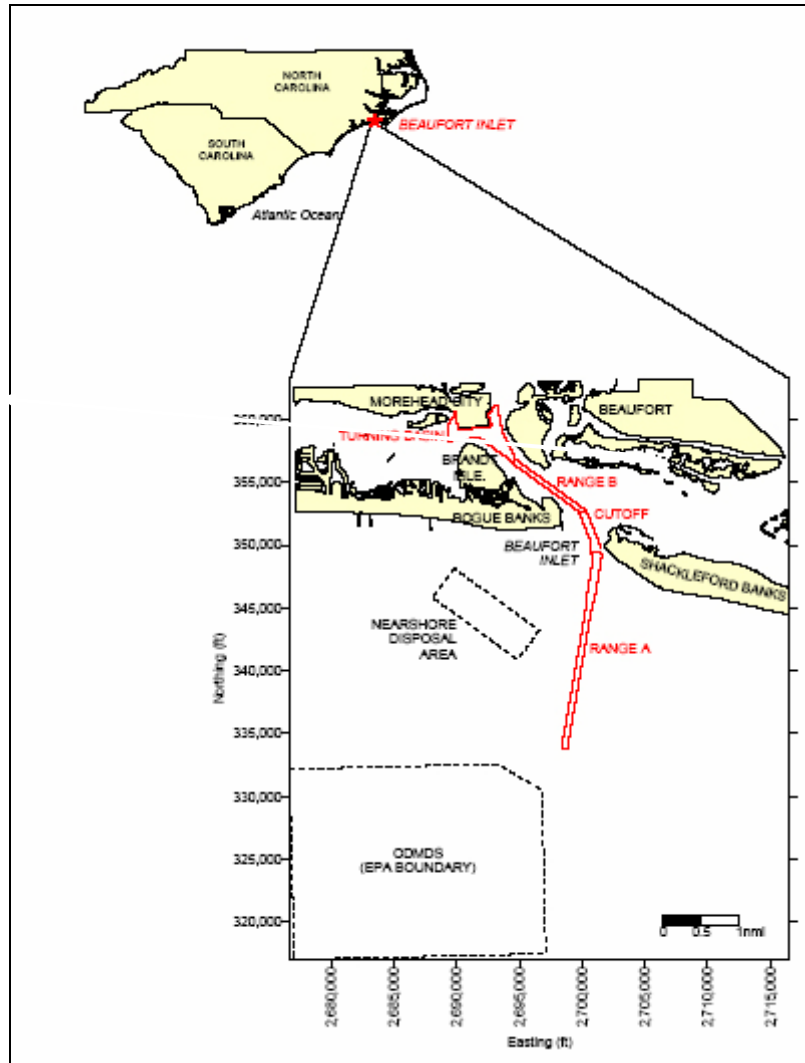 NORTH
CAROLINA
BEAUFORT INLET
SOUTH
CAROLINA
Atlantic Ocean
MOREHEAD CITY
BEAUFORT
TURNING BASIN
BRANDT
ISLE.
RANGE B
CUTOFF
BOGUE BANKS
BEAUFORT
INLET
SHACKLEFORD BANKS
NEARSHORE
DISPOSAL
AREA
RANGE A
ODMDS
(EPA BOUNDARY)
0 0.5 1nmi
Northing (ft)
355,000
350,000
345,000
340,000
335,000
330,000
325,000
320,000
2,680,000
2,685,000
2,690,000
2,695,000
2,700,000
2,705,000
2,710,000
2,715,000
Easting (ft)